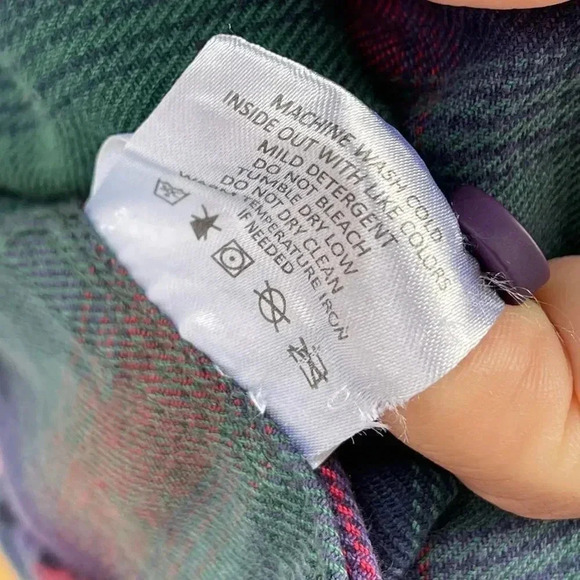 MACHINE WASH COLD
INSIDE OUT WITH LIKE COLORS
MILD DETERGENT
DO NOT BLEACH
TUMBLE DRY LOW
DO NOT DRY CLEAN
WARM TEMPERATURE IRON
IF NEEDED